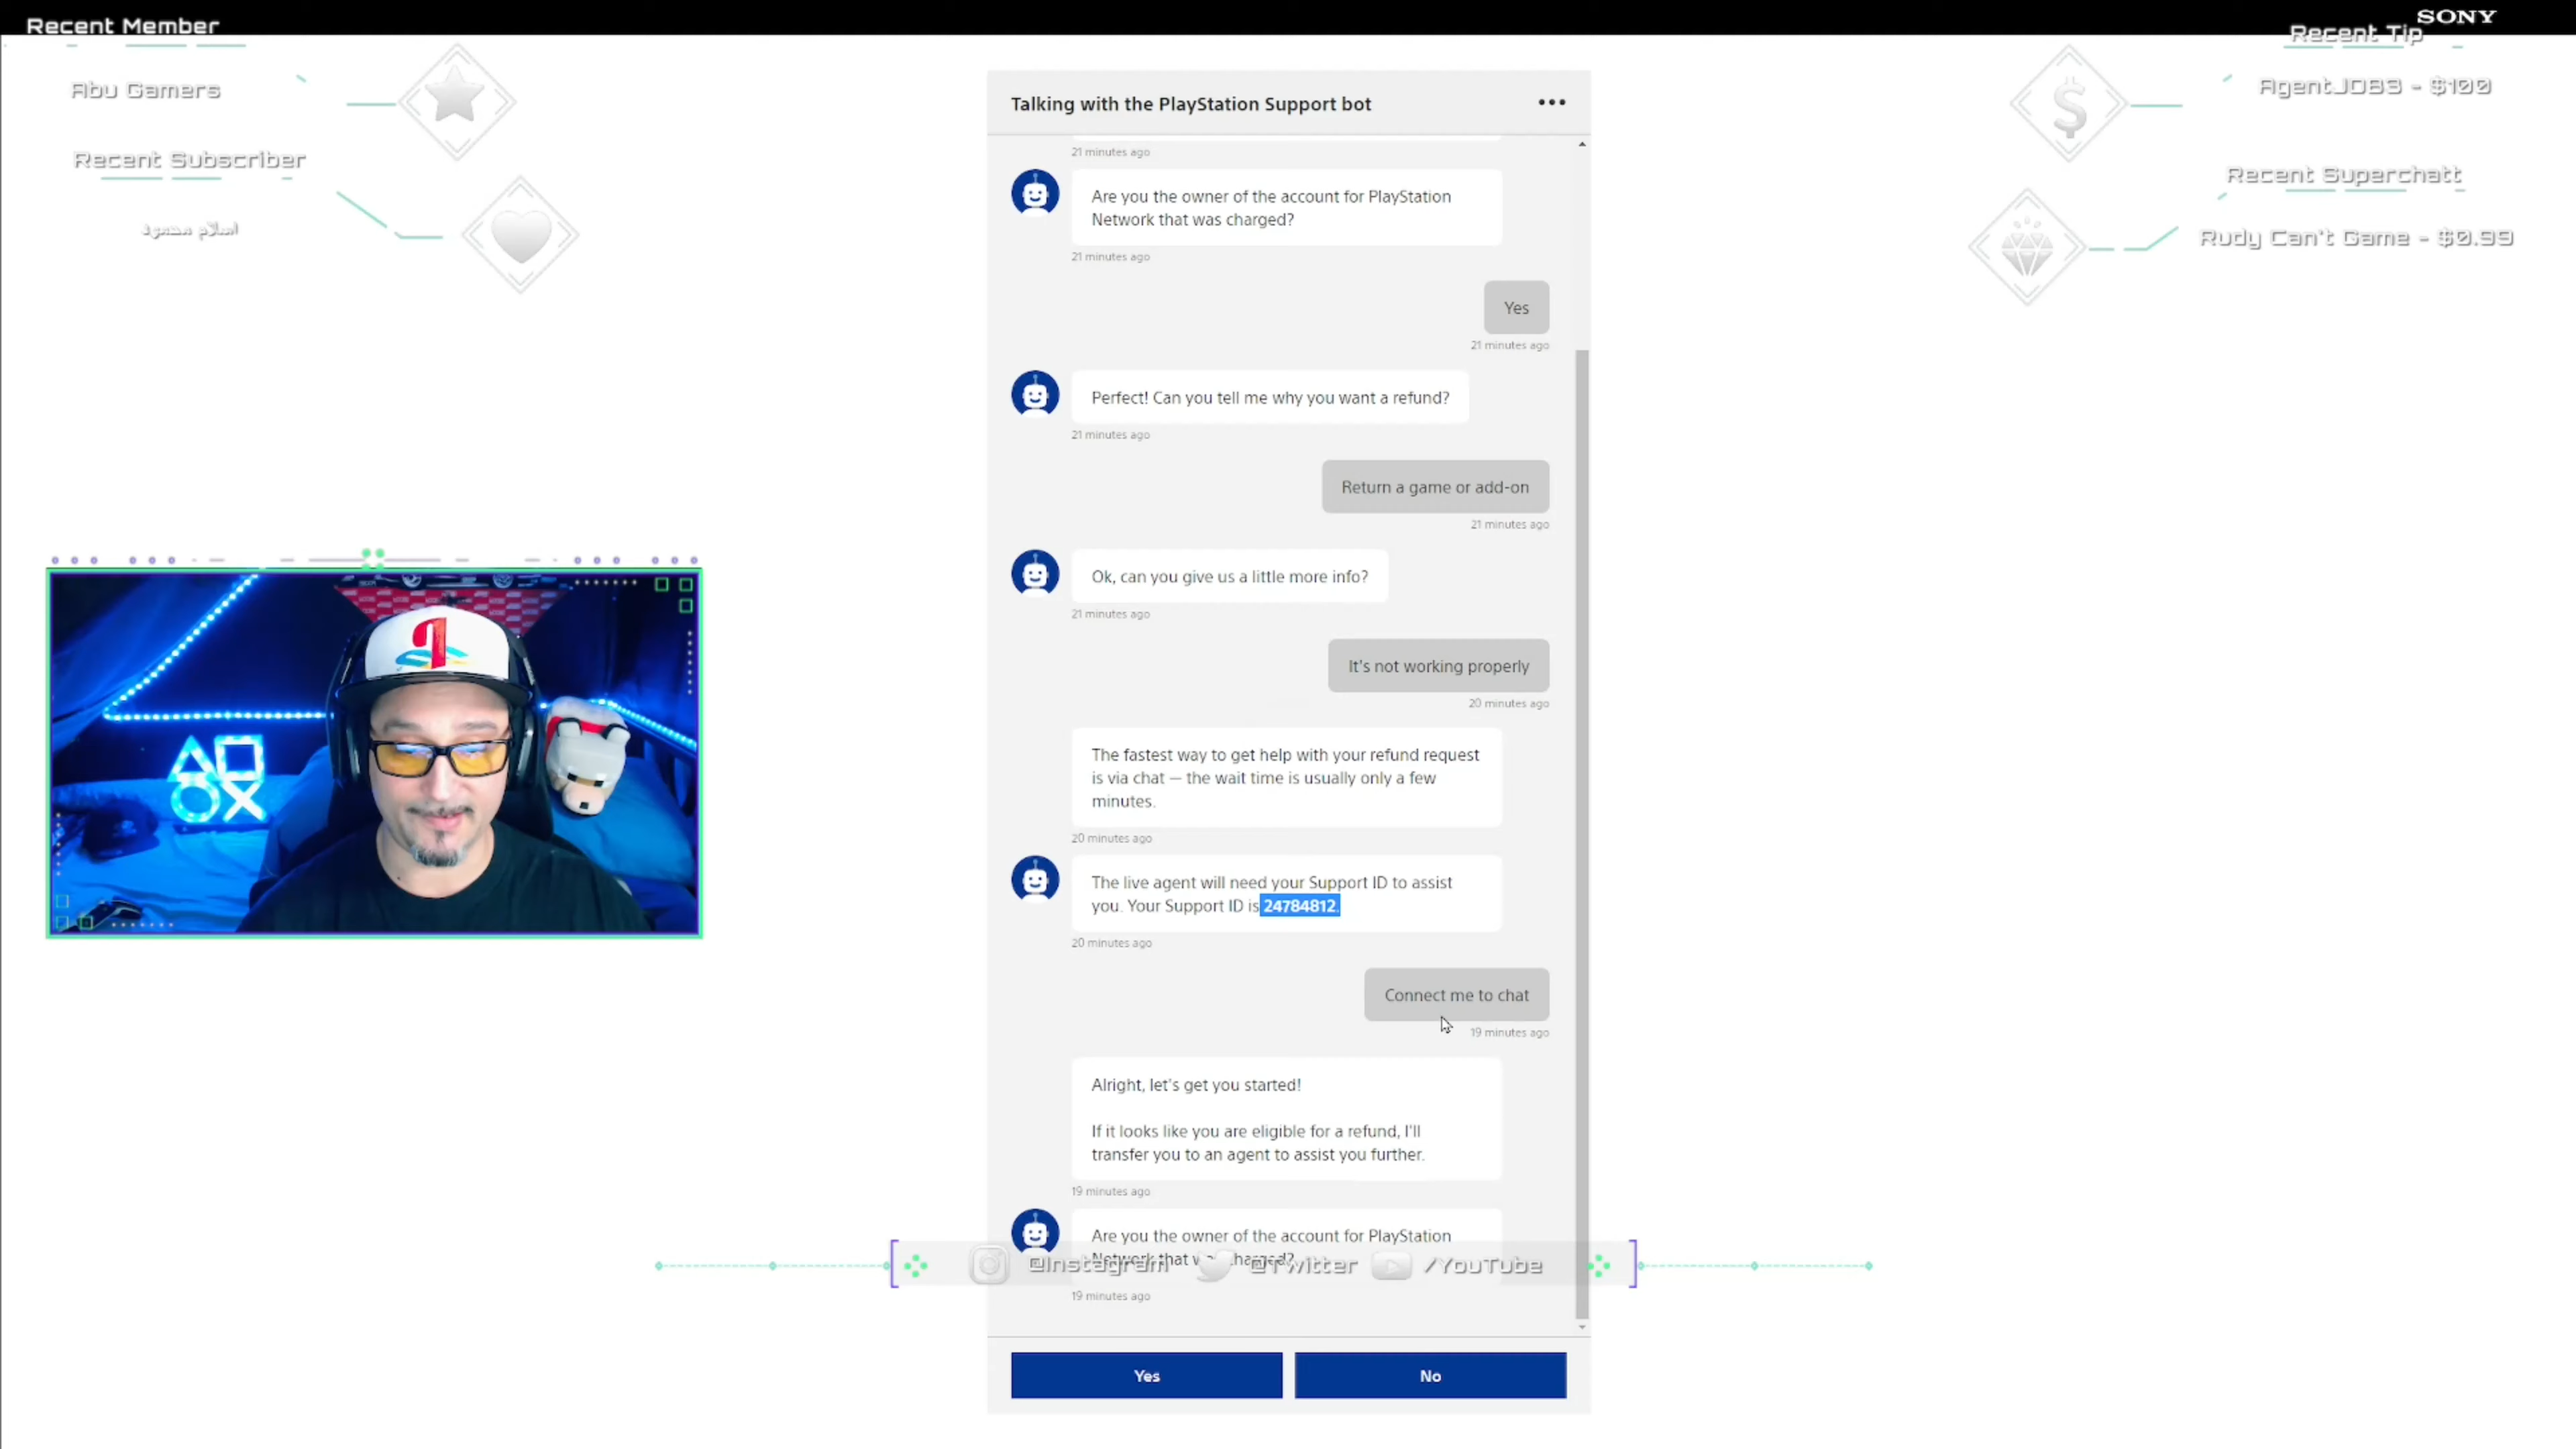 Recent Member
SONY
Recent Tip
Abu Gamers
AgentJDB3 - $100
Recent Subscriber
Recent Superchatt
اسلام محمود
Rudy Can't Game - $0.99
Talking with the PlayStation Support bot
21 minutes ago
Are you the owner of the account for PlayStation
Network that was charged?
21 minutes ago
Yes
21 minutes ago
Perfect! Can you tell me why you want a refund?
21 minutes ago
Return a game or add-on
21 minutes ago
Ok, can you give us a little more info?
21 minutes ago
It's not working properly
20 minutes ago
The fastest way to get help with your refund request
is via chat – the wait time is usually only a few
minutes.
20 minutes ago
The live agent will need your Support ID to assist
you. Your Support ID is 24784812.
20 minutes ago
Connect me to chat
19 minutes ago
Alright, let's get you started!
If it looks like you are eligible for a refund, I'll
transfer you to an agent to assist you further.
19 minutes ago
Are you the owner of the account for PlayStation
Network that was charged?
@Instagram @Twitter /YouTube
19 minutes ago
Yes
No